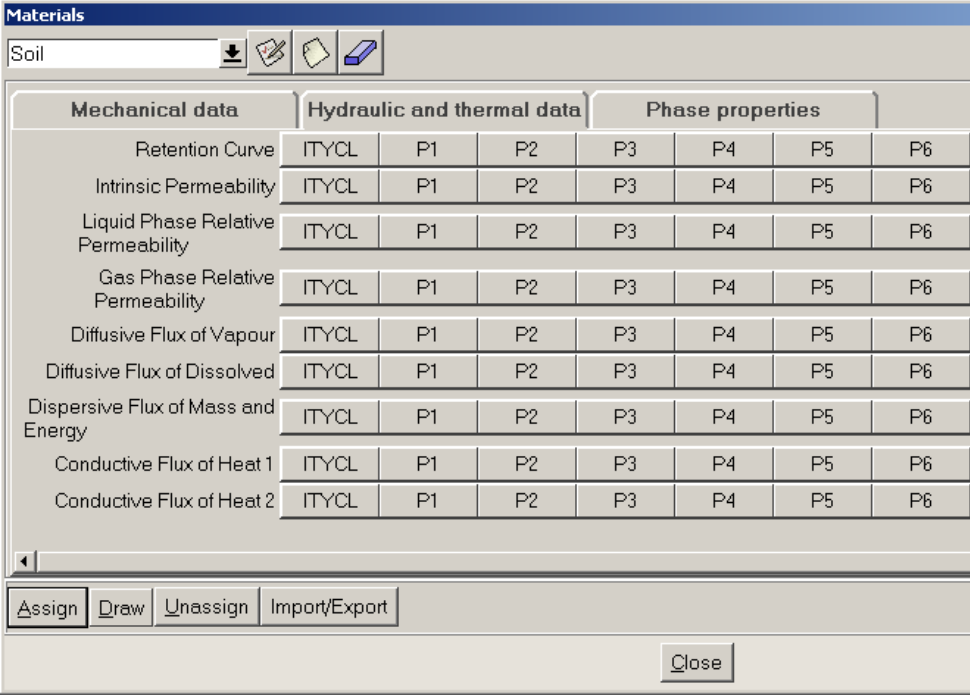 Materials
Soil
Mechanical data Hydraulic and thermal data Phase properties
Retention Curve ITYCL P1 P2 P3 P4 P5 P6
Intrinsic Permeability ITYCL P1 P2 P3 P4 P5 P6
Liquid Phase Relative
Permeability ITYCL P1 P2 P3 P4 P5 P6
Gas Phase Relative
Permeability ITYCL P1 P2 P3 P4 P5 P6
Diffusive Flux of Vapour ITYCL P1 P2 P3 P4 P5 P6
Diffusive Flux of Dissolved ITYCL P1 P2 P3 P4 P5 P6
Dispersive Flux of Mass and
Energy ITYCL P1 P2 P3 P4 P5 P6
Conductive Flux of Heat 1 ITYCL P1 P2 P3 P4 P5 P6
Conductive Flux of Heat 2 ITYCL P1 P2 P3 P4 P5 P6
Assign Draw Unassign Import/Export
Close